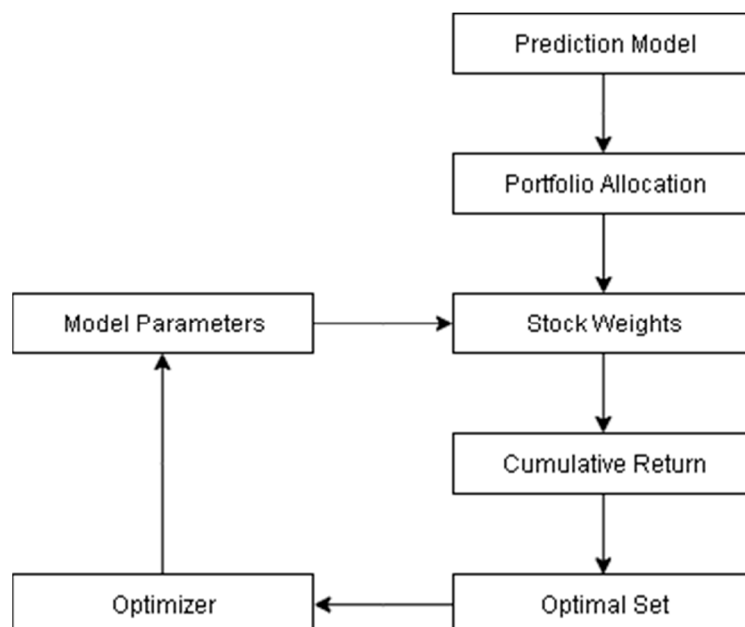 Prediction Model
Portfolio Allocation
Model Parameters
Stock Weights
Cumulative Return
Optimizer
Optimal Set